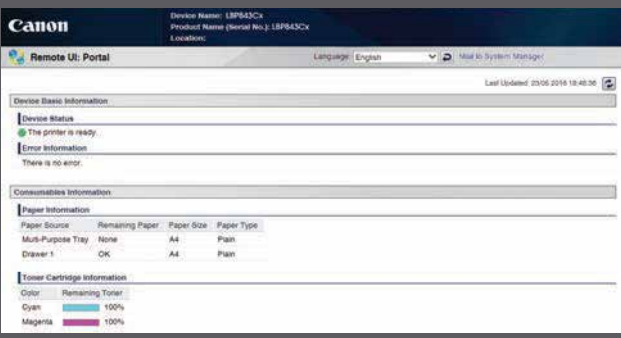 Canon
Device Name: LBP843Cx
Product Name (Serial No.): LBP843Cx
Location:
Remote UI: Portal
Language: English
Mail to System Manager
Last Updated: 23/05 2016 18:48:36
Device Basic Information
Device Status
The printer is ready.
Error Information
There is no error.
Consumables Information
Paper Information
Paper Source Remaining Paper Paper Size Paper Type
Multi-Purpose Tray None A4 Plain
Drawer 1 OK A4 Plain
Toner Cartridge Information
Color Remaining Toner
Cyan 100%
Magenta 100%